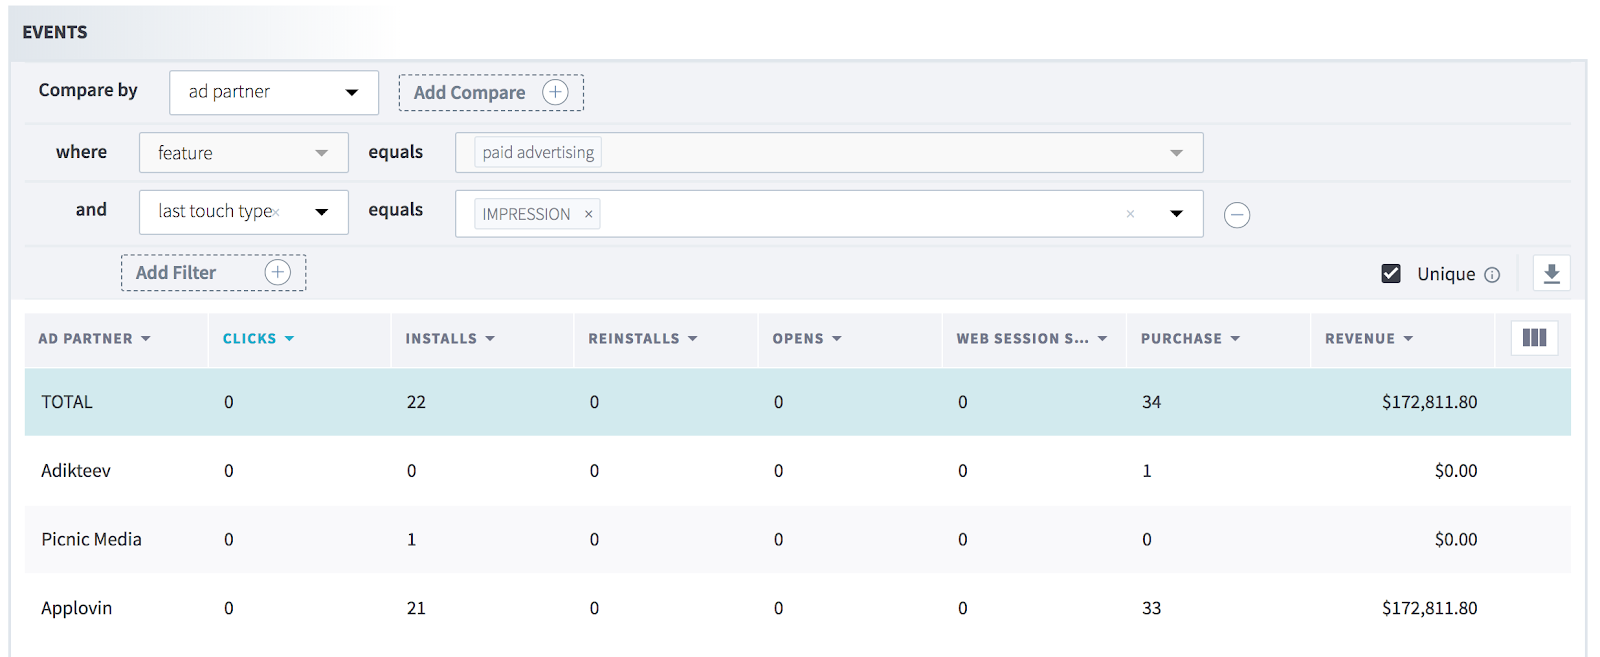 EVENTS
Compare by ad partner Add Compare
where feature equals paid advertising
and last touch type× equals IMPRESSION × ×
Add Filter Unique
AD PARTNER CLICKS INSTALLS REINSTALLS OPENS WEB SESSION S... PURCHASE REVENUE
TOTAL 0 22 0 0 0 34 $172,811.80
Adikteev 0 0 0 0 0 1 $0.00
Picnic Media 0 1 0 0 0 0 $0.00
Applovin 0 21 0 0 0 33 $172,811.80